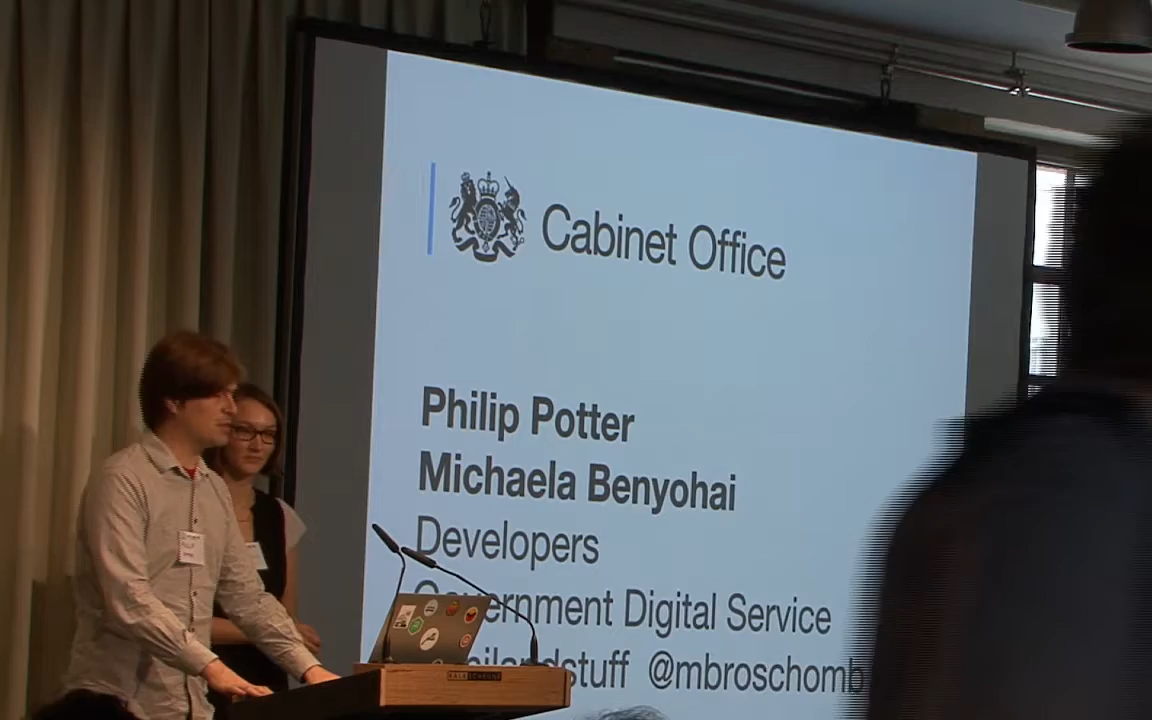 Cabinet Office
Philip Potter
Michaela Benyohai
Developers
Government Digital Service
@mbroschomb